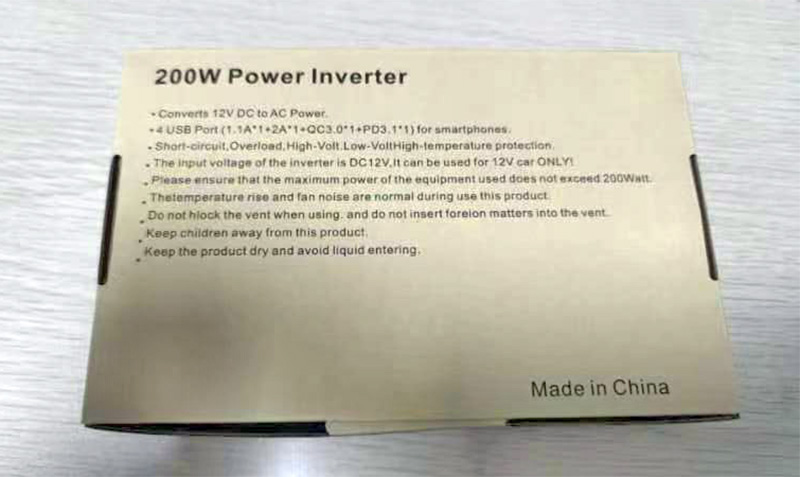 200W Power Inverter
• Converts 12V DC to AC Power.
• 4 USB Port (1.1A*1+2A*1+QC3.0*1+PD3.1*1) for smartphones.
• Short-circuit,Overload,High-Volt.Low-VoltHigh-temperature protection.
• The input voltage of the inverter is DC12V,It can be used for 12V car ONLY!
• Please ensure that the maximum power of the equipment used does not exceed 200Watt.
• Thetemperature rise and fan noise are normal during use this product.
• Do not hlock the vent when using. and do not insert foreion matters into the vent.
• Keep children away from this product.
• Keep the product dry and avoid liquid entering.
Made in China